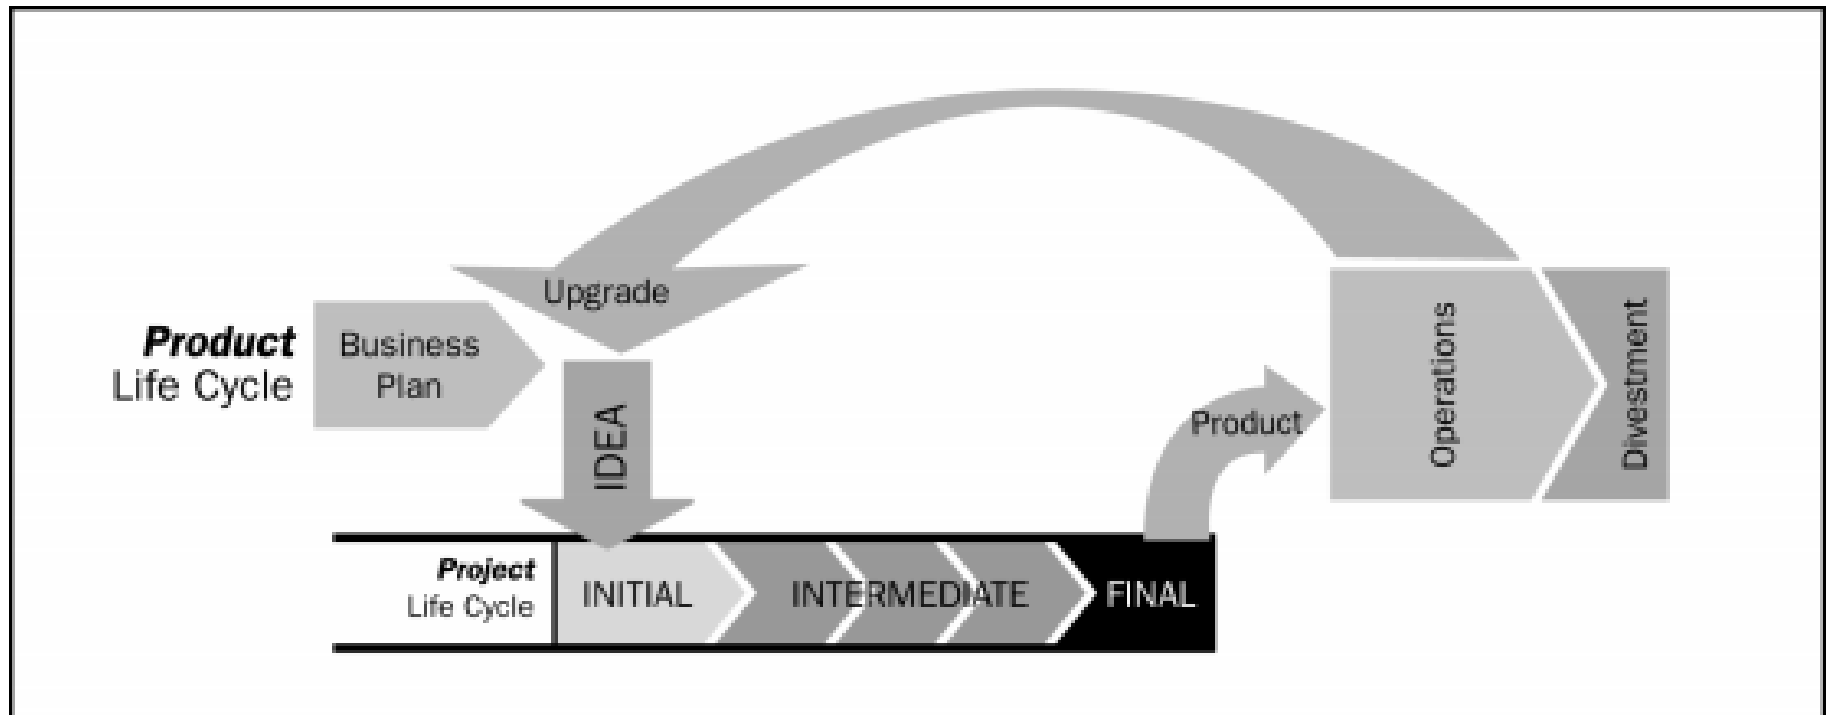 Upgrade
Product
Life Cycle
Business
Plan
IDEA
Product
Operations
Divestment
Project
Life Cycle
INITIAL
INTERMEDIATE
FINAL